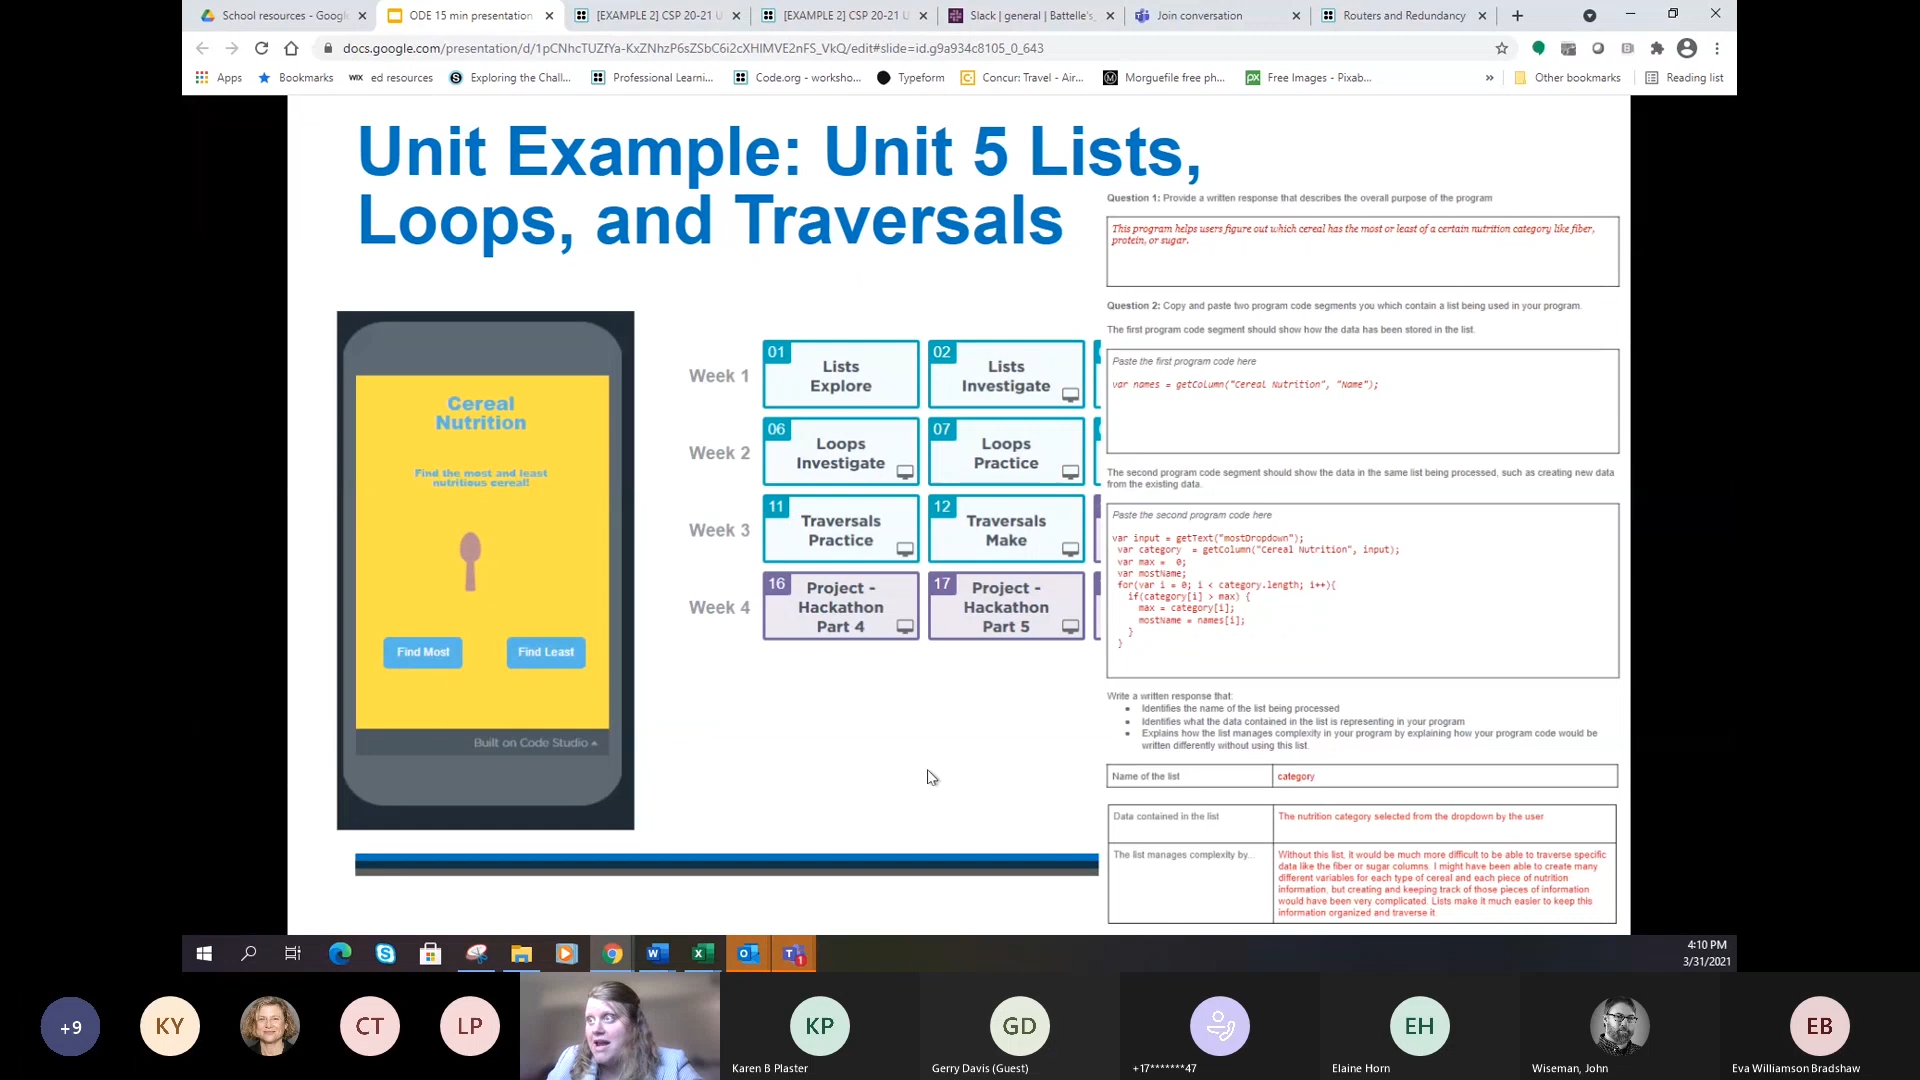 School resources - Google
ODE 15 min presentation
[EXAMPLE 2] CSP 20-21 U
[EXAMPLE 2] CSP 20-21 U
Slack | general | Battelle's
Join conversation
Routers and Redundancy
docs.google.com/presentation/d/1pCNhcTUZfYa-KxZNhzP6sZSbC6i2cXHIMVE2nFS_VkQ/edit#slide=id.g9a934c8105_0_643
Apps
Bookmarks
WIX ed resources
Exploring the Chall...
Professional Learni...
Code.org - worksho...
Typeform
Concur: Travel - Air...
Morguefile free ph...
px Free Images - Pixab...
»
Other bookmarks
Reading list
Unit Example: Unit 5 Lists,
Loops, and Traversals
Cereal
Nutrition
Find the most and least
nutritious cereal!
Find Most
Find Least
Built on Code Studio
Week 1
01
Lists
Explore
02
Lists
Investigate
Week 2
06
Loops
Investigate
07
Loops
Practice
Week 3
11
Traversals
Practice
12
Traversals
Make
Week 4
16
Project -
Hackathon
Part 4
17
Project -
Hackathon
Part 5
Question 1: Provide a written response that describes the overall purpose of the program
This program helps users figure out which cereal has the most or least of a certain nutrition category like fiber,
protein, or sugar.
Question 2: Copy and paste two program code segments you which contain a list being used in your program.
The first program code segment should show how the data has been stored in the list.
Paste the first program code here
var names = getColumn("Cereal Nutrition", "Name");
The second program code segment should show the data in the same list being processed, such as creating new data
from the existing data.
Paste the second program code here
var input = getText("mostDropdown");
var category = getColumn("Cereal Nutrition", input);
var max = 0;
var mostName;
for(var i = 0; i < category.length; i++){
if(category[i] > max) {
max = category[i];
mostName = names[i];
}
}
Write a written response that:
● Identifies the name of the list being processed
● Identifies what the data contained in the list is representing in your program
● Explains how the list manages complexity in your program by explaining how your program code would be
written differently without using this list.
Name of the list
category
Data contained in the list
The nutrition category selected from the dropdown by the user
The list manages complexity by...
Without this list, it would be much more difficult to be able to traverse specific
data like the fiber or sugar columns. I might have been able to create many
different variables for each type of cereal and each piece of nutrition
information, but creating and keeping track of those pieces of information
would have been very complicated. Lists make it much easier to keep this
information organized and traverse it.
4:10 PM
3/31/2021
+9
KY
CT
LP
KP
Karen B Plaster
GD
Gerry Davis (Guest)
+17*******47
EH
Elaine Horn
Wiseman, John
EB
Eva Williamson Bradshaw